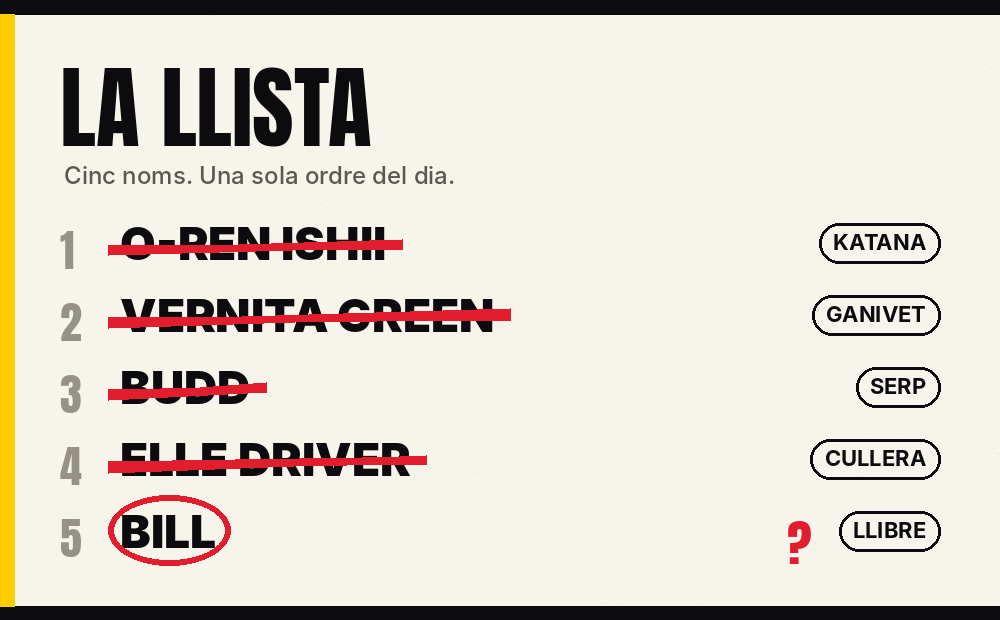 LA LLISTA
Cinc noms. Una sola ordre del dia.
1 O-REN ISHII KATANA
2 VERNITA GREEN GANIVET
3 BUDD SERP
4 ELLE DRIVER CULLERA
5 BILL ? LLIBRE